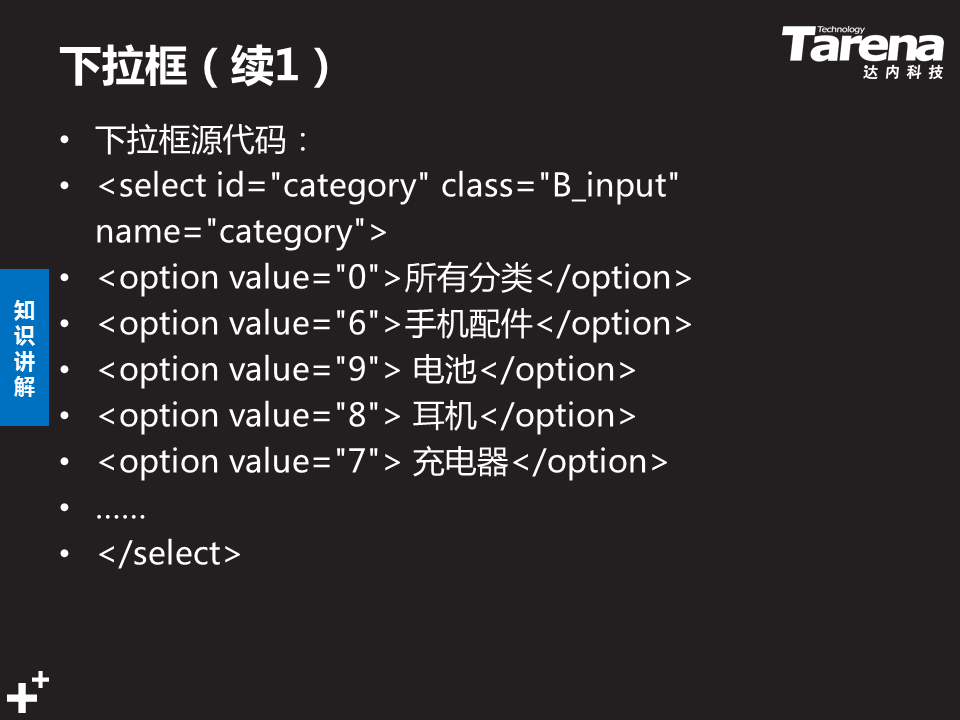 下拉框（续1）
Technology
Tarena
达内科技
• 下拉框源代码：
• <select id="category" class="B_input"
name="category">
• <option value="0">所有分类</option>
• <option value="6">手机配件</option>
• <option value="9"> 电池</option>
• <option value="8"> 耳机</option>
• <option value="7"> 充电器</option>
• ……
• </select>
知
识
讲
解